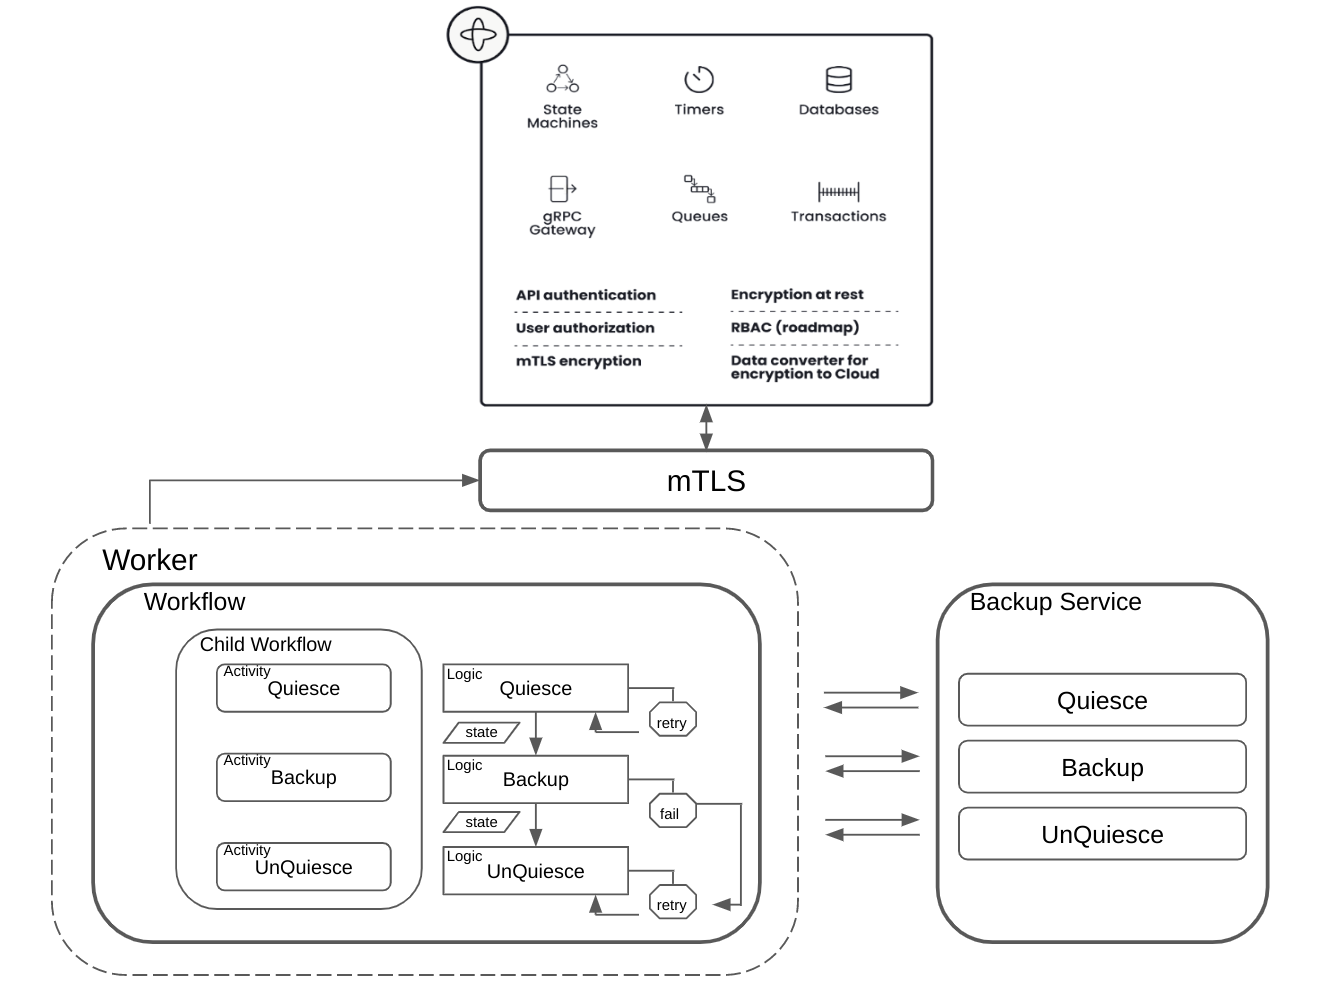 State
Machines
Timers
Databases
gRPC
Gateway
Queues
Transactions
API authentication
User authorization
mTLS encryption
Encryption at rest
RBAC (roadmap)
Data converter for
encryption to Cloud
mTLS
Worker
Workflow
Child Workflow
Activity
Quiesce
Activity
Backup
Activity
UnQuiesce
Logic
Quiesce
retry
state
Logic
Backup
fail
state
Logic
UnQuiesce
retry
Backup Service
Quiesce
Backup
UnQuiesce